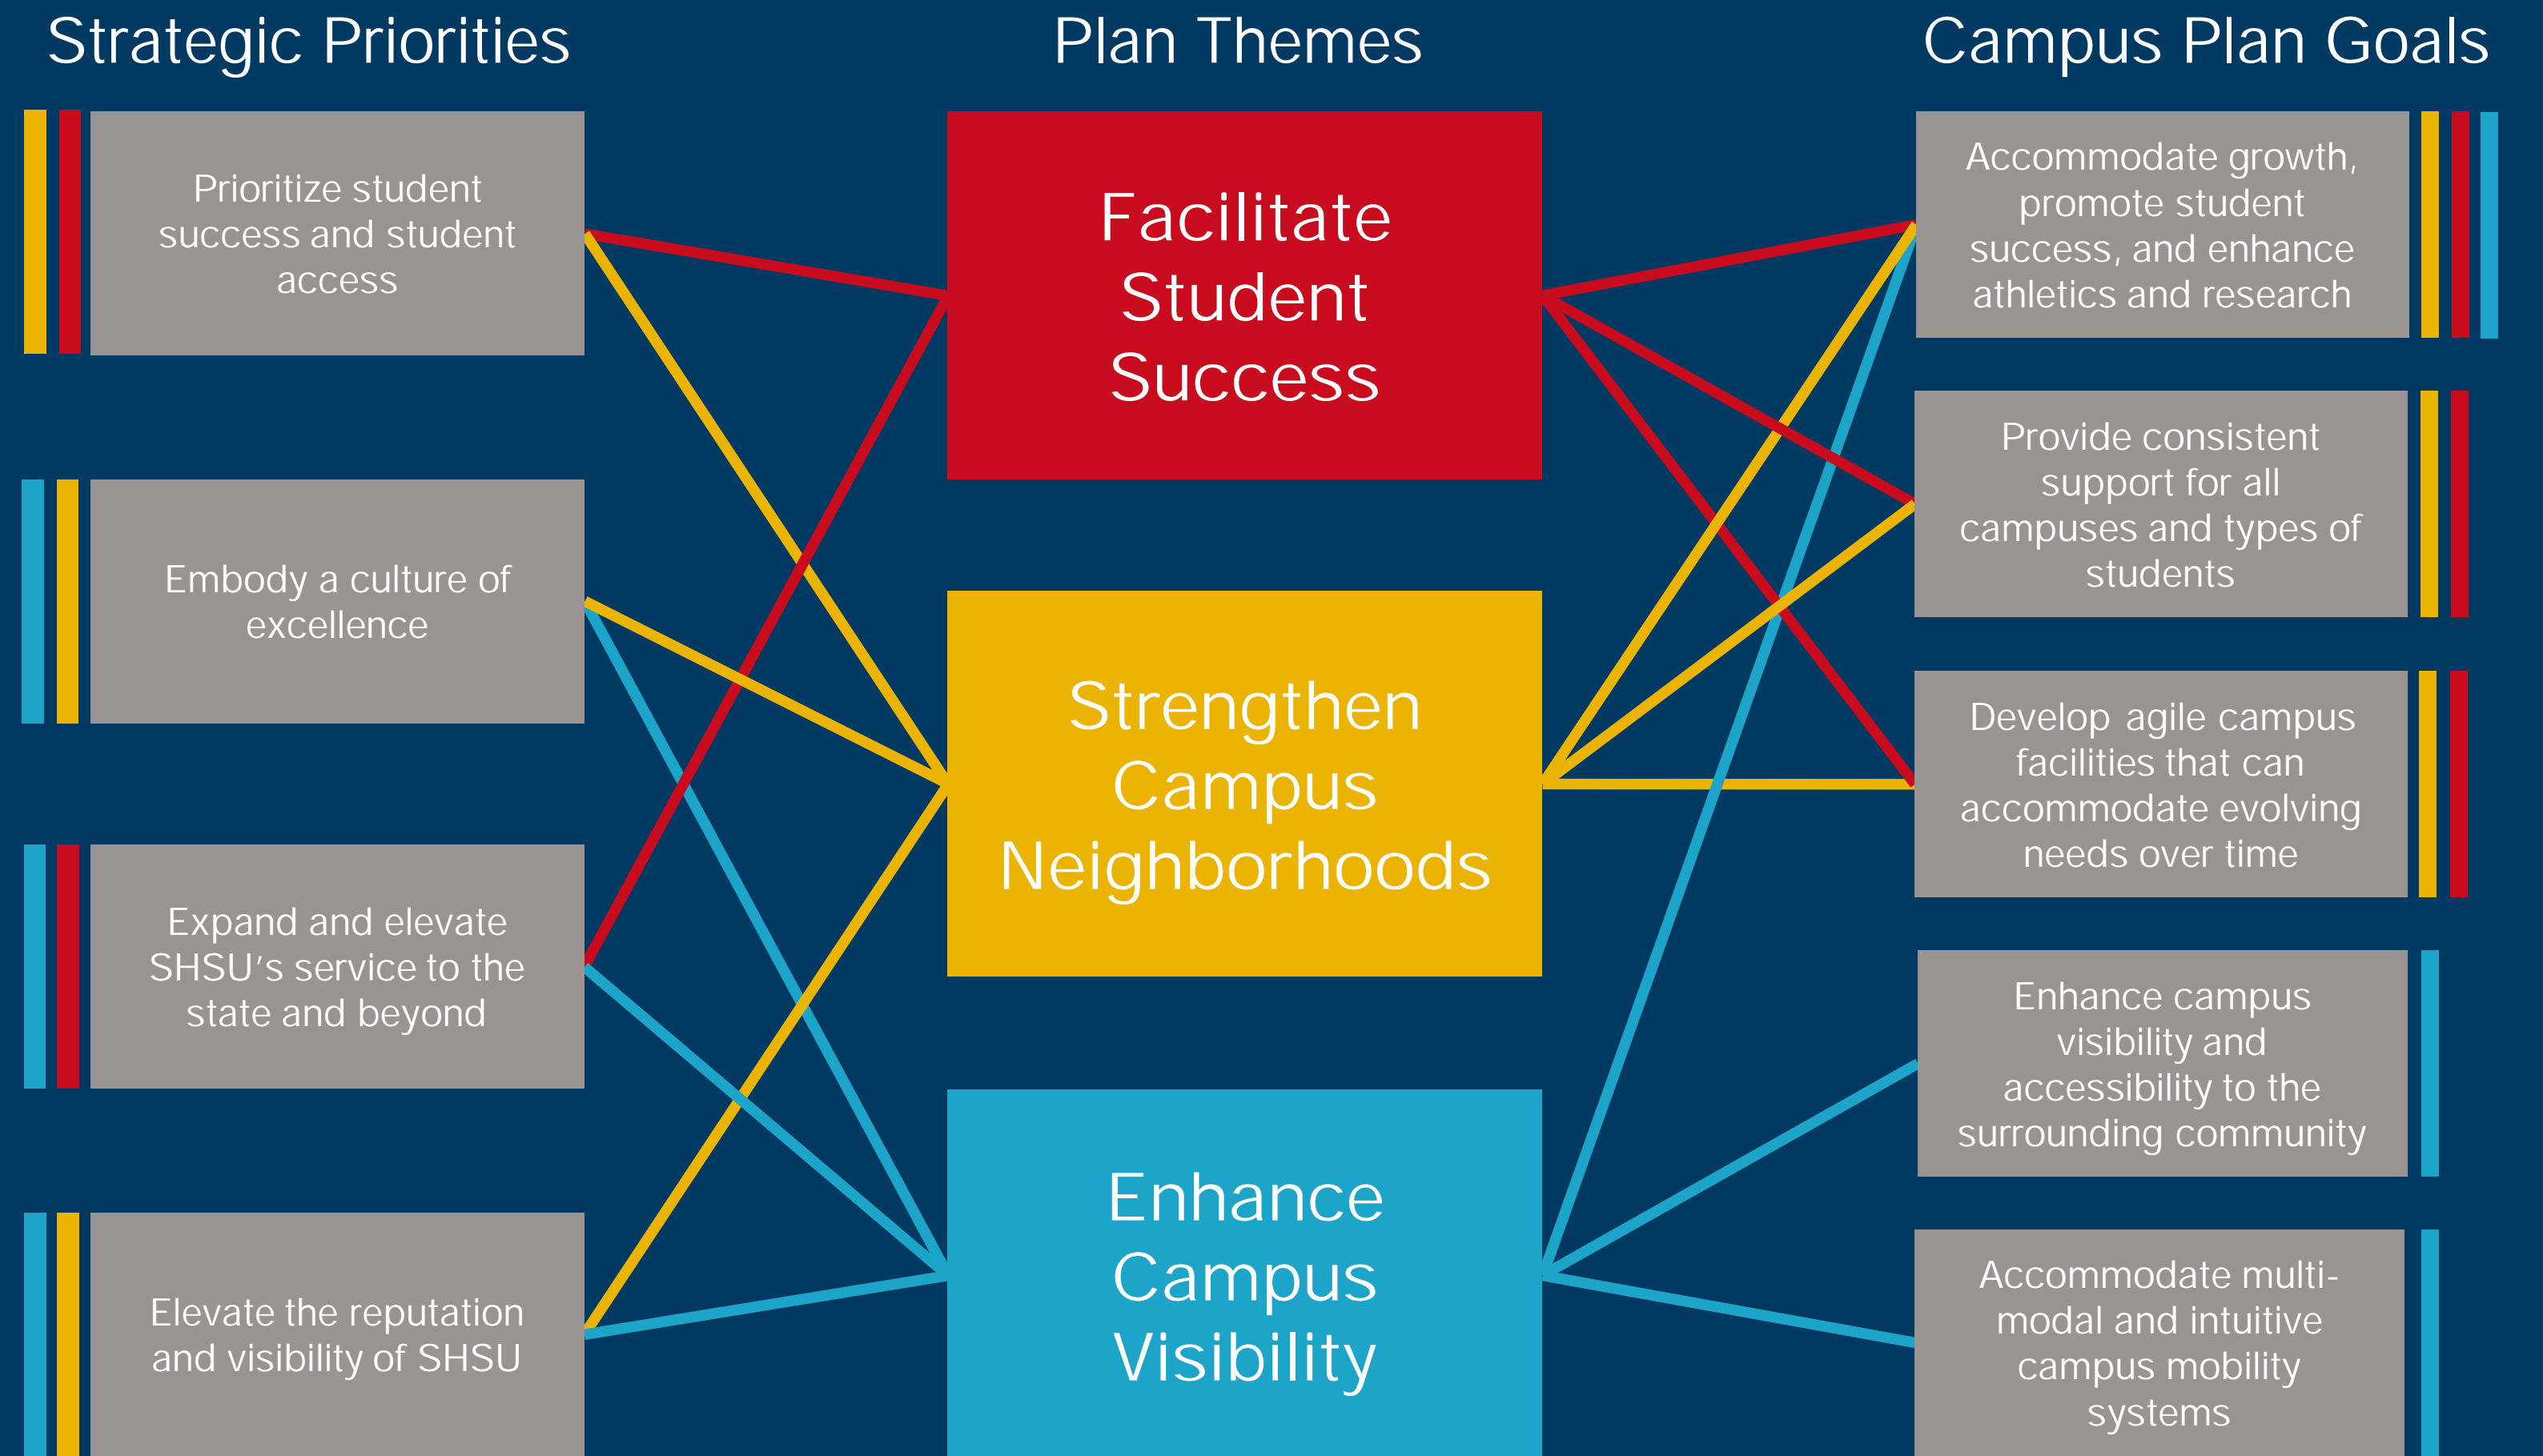 Strategic Priorities
Prioritize student
success and student
access
Embody a culture of
excellence
Expand and elevate
SHSU’s service to the
state and beyond
Elevate the reputation
and visibility of SHSU
Plan Themes
Facilitate
Student
Success
Strengthen
Campus
Neighborhoods
Enhance
Campus
Visibility
Campus Plan Goals
Accommodate growth,
promote student
success, and enhance
athletics and research
Provide consistent
support for all
campuses and types of
students
Develop agile campus
facilities that can
accommodate evolving
needs over time
Enhance campus
visibility and
accessibility to the
surrounding community
Accommodate multi-
modal and intuitive
campus mobility
systems